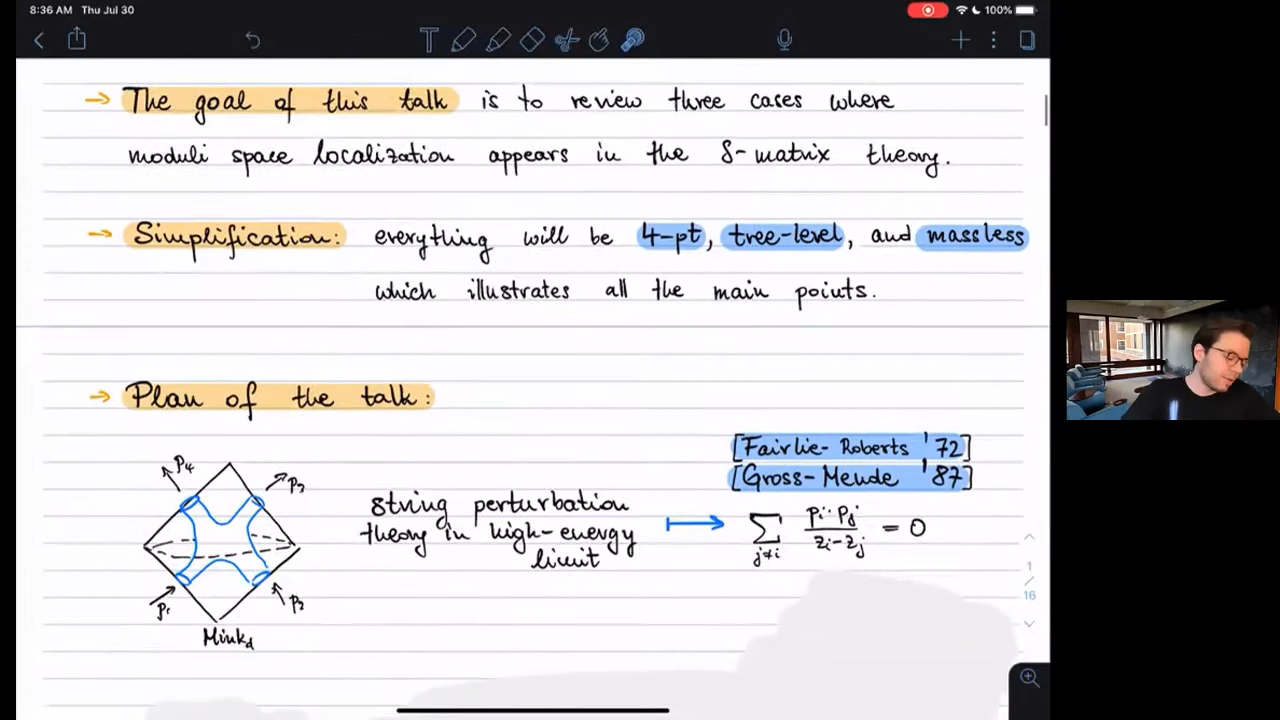 8:36 AM Thu Jul 30
100%
→ The goal of this talk is to review three cases where
moduli space localization appears in the S-matrix theory.
→ Simplification: everything will be 4-pt, tree-level, and massless
which illustrates all the main points.
→ Plan of the talk:
[Fairlie-Roberts '72]
[Gross-Mende '87]
p₄ p₃
string perturbation
theory in high-energy ↦ ∑_{j≠i} (pᵢ·pⱼ)/(zᵢ-zⱼ) = 0
limit
p₁ p₂
Mink_d
1
/
16